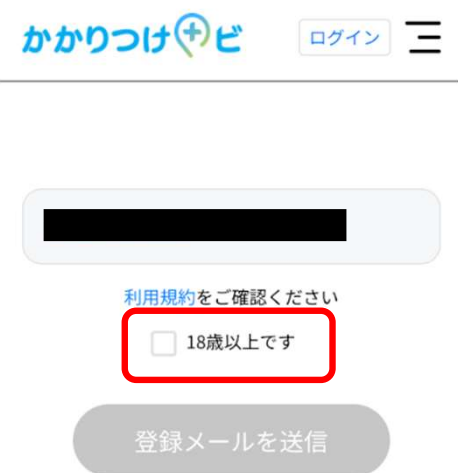 かかりつけナビ
ログイン
利用規約をご確認ください
18歳以上です
登録メールを送信